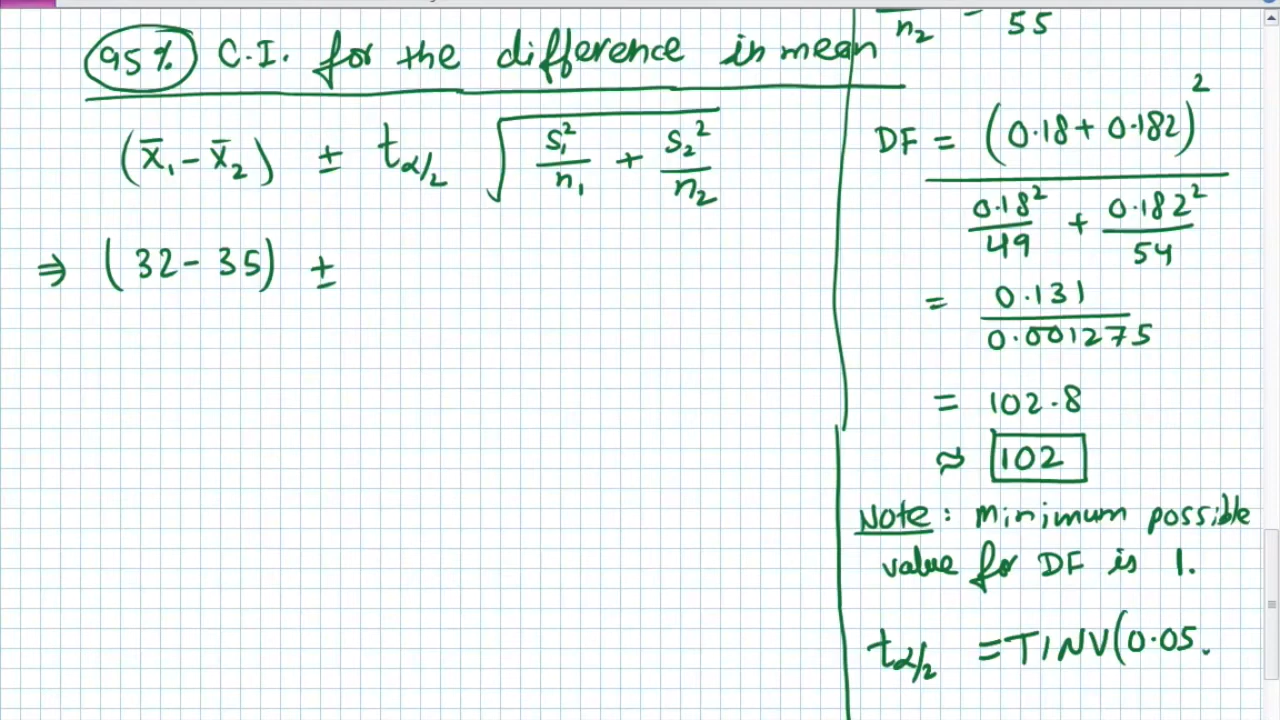 95% C.I. for the difference in mean
(x̄₁ - x̄₂) ± t_α/2 √(s₁²/n₁ + s₂²/n₂)
⇒ (32 - 35) ±
n₂ = 55
DF = (0.18 + 0.182)²
0.18²/49 + 0.182²/54
= 0.131/0.001275
= 102.8
≈ 102
Note: Minimum possible
value for DF is 1.
t_α/2 = TINV(0.05,